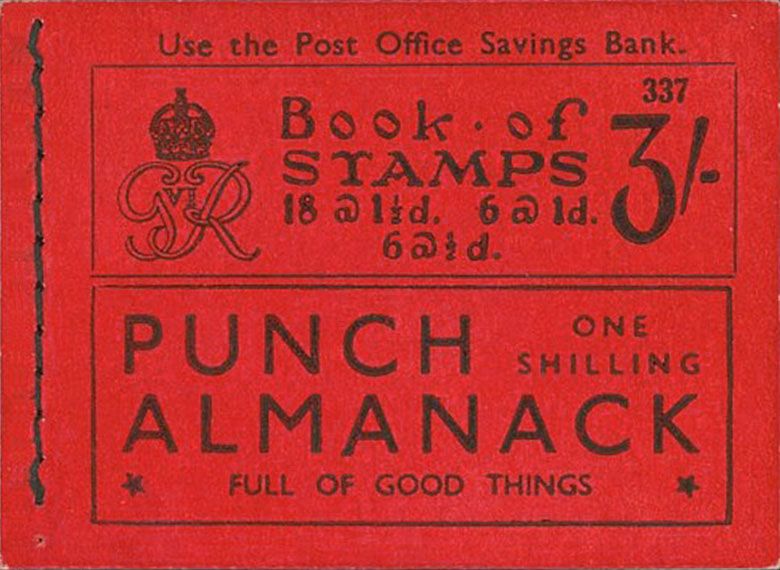 Use the Post Office Savings Bank.
337
Book · of
STAMPS
3/-
18 @ 1½d. 6 @ 1d.
6 @ ½d.
G VI R
PUNCH
ONE
SHILLING
ALMANACK
FULL OF GOOD THINGS